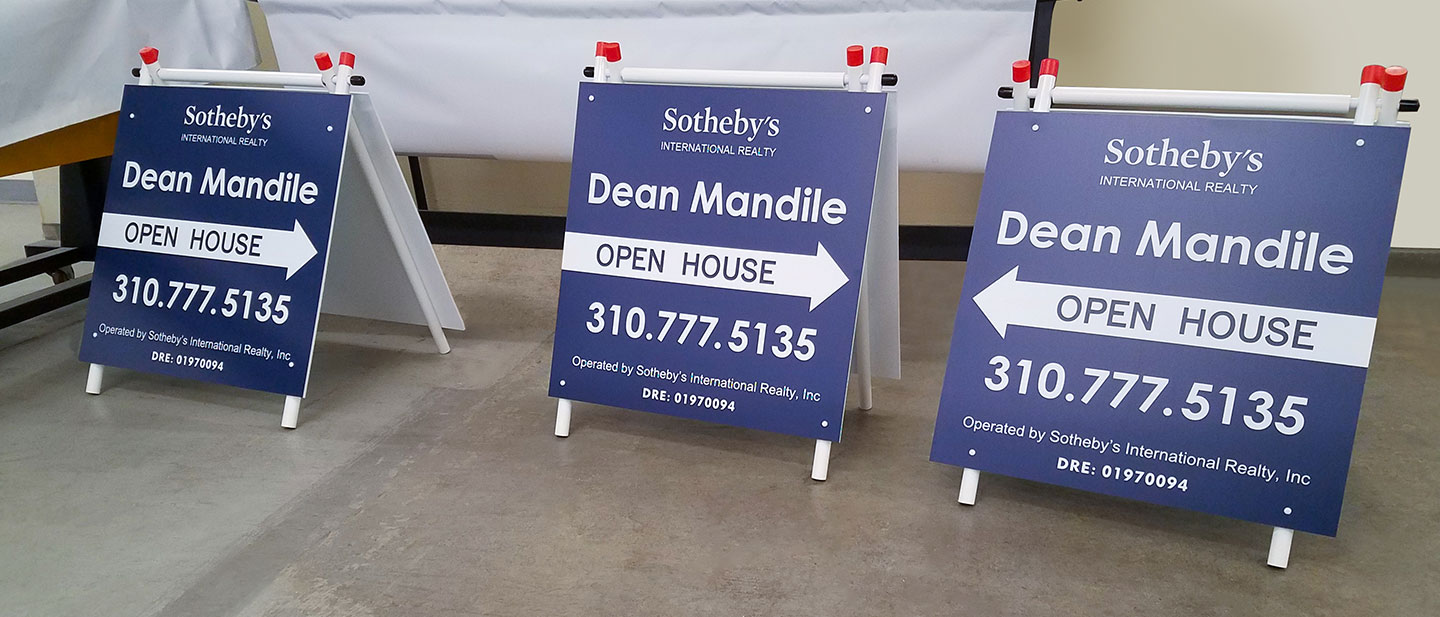 Sotheby's
INTERNATIONAL REALTY
Dean Mandile
OPEN HOUSE
310.777.5135
Operated by Sotheby's International Realty, Inc
DRE: 01970094
Sotheby's
INTERNATIONAL REALTY
Dean Mandile
OPEN HOUSE
310.777.5135
Operated by Sotheby's International Realty, Inc
DRE: 01970094
Sotheby's
INTERNATIONAL REALTY
Dean Mandile
OPEN HOUSE
310.777.5135
Operated by Sotheby's International Realty, Inc
DRE: 01970094